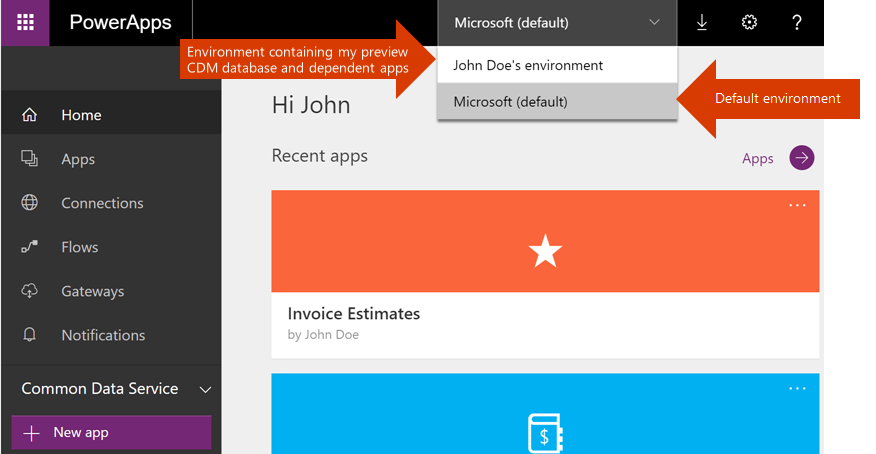 PowerApps
Microsoft (default)
?
Environment containing my preview
CDM database and dependent apps
John Doe's environment
Microsoft (default)
Default environment
Hi John
Home
Apps
Connections
Flows
Gateways
Notifications
Common Data Service
+ New app
Recent apps
Apps
...
Invoice Estimates
by John Doe
...
$